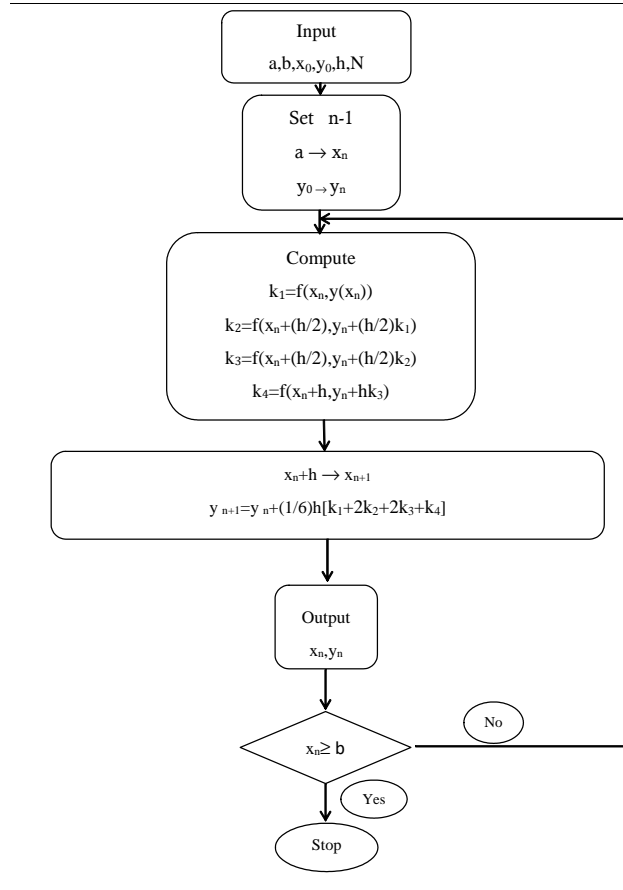 Input
a,b,x₀,y₀,h,N
Set n-1
a → xₙ
y₀ → yₙ
Compute
k₁=f(xₙ,y(xₙ))
k₂=f(xₙ+(h/2),yₙ+(h/2)k₁)
k₃=f(xₙ+(h/2),yₙ+(h/2)k₂)
k₄=f(xₙ+h,yₙ+hk₃)
xₙ+h → xₙ₊₁
y ₙ₊₁=y ₙ+(1/6)h[k₁+2k₂+2k₃+k₄]
Output
xₙ,yₙ
xₙ≥ b
No
Yes
Stop